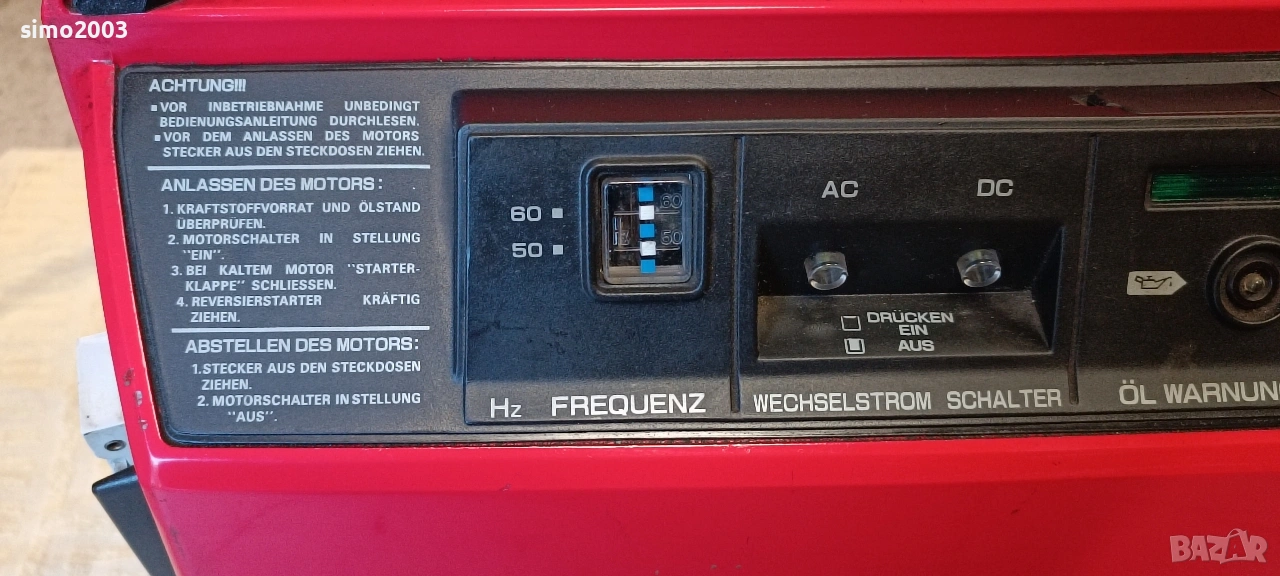 simo2003
ACHTUNG!!!
VOR INBETRIEBNAHME UNBEDINGT
BEDIENUNGSANLEITUNG DURCHLESEN.
VOR DEM ANLASSEN DES MOTORS
STECKER AUS DEN STECKDOSEN ZIEHEN.
ANLASSEN DES MOTORS:
1. KRAFTSTOFFVORRAT UND ÖLSTAND
ÜBERPRÜFEN.
2. MOTORSCHALTER IN STELLUNG
"EIN".
3. BEI KALTEM MOTOR "STARTER-
KLAPPE" SCHLIESSEN.
4. REVERSIERSTARTER KRÄFTIG
ZIEHEN.
ABSTELLEN DES MOTORS:
1. STECKER AUS DEN STECKDOSEN
ZIEHEN.
2. MOTORSCHALTER IN STELLUNG
"AUS".
60
50
60
Hz 50
Hz FREQUENZ
AC DC
DRÜCKEN
EIN
AUS
WECHSELSTROM SCHALTER
ÖL WARNUNG
BAZAR